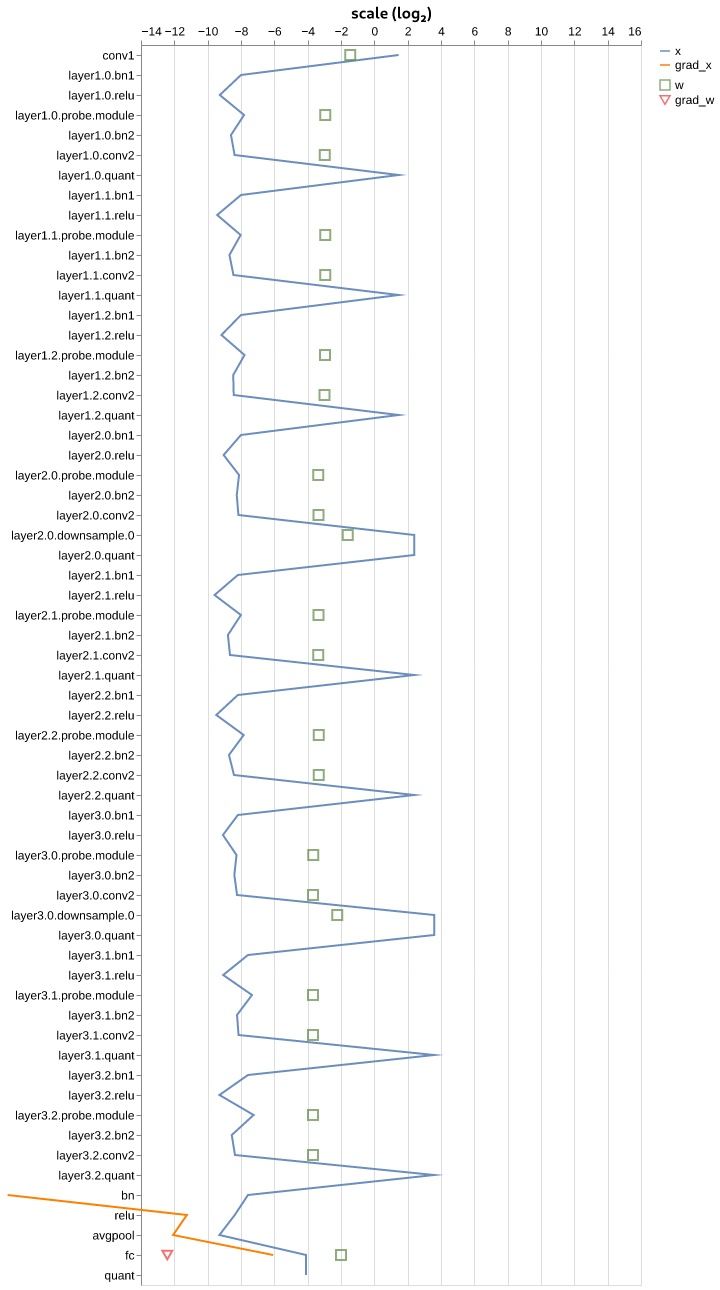 scale (log₂)
−14 −12 −10 −8 −6 −4 −2 0 2 4 6 8 10 12 14 16
conv1
layer1.0.bn1
layer1.0.relu
layer1.0.probe.module
layer1.0.bn2
layer1.0.conv2
layer1.0.quant
layer1.1.bn1
layer1.1.relu
layer1.1.probe.module
layer1.1.bn2
layer1.1.conv2
layer1.1.quant
layer1.2.bn1
layer1.2.relu
layer1.2.probe.module
layer1.2.bn2
layer1.2.conv2
layer1.2.quant
layer2.0.bn1
layer2.0.relu
layer2.0.probe.module
layer2.0.bn2
layer2.0.conv2
layer2.0.downsample.0
layer2.0.quant
layer2.1.bn1
layer2.1.relu
layer2.1.probe.module
layer2.1.bn2
layer2.1.conv2
layer2.1.quant
layer2.2.bn1
layer2.2.relu
layer2.2.probe.module
layer2.2.bn2
layer2.2.conv2
layer2.2.quant
layer3.0.bn1
layer3.0.relu
layer3.0.probe.module
layer3.0.bn2
layer3.0.conv2
layer3.0.downsample.0
layer3.0.quant
layer3.1.bn1
layer3.1.relu
layer3.1.probe.module
layer3.1.bn2
layer3.1.conv2
layer3.1.quant
layer3.2.bn1
layer3.2.relu
layer3.2.probe.module
layer3.2.bn2
layer3.2.conv2
layer3.2.quant
bn
relu
avgpool
fc
quant
x
grad_x
w
grad_w